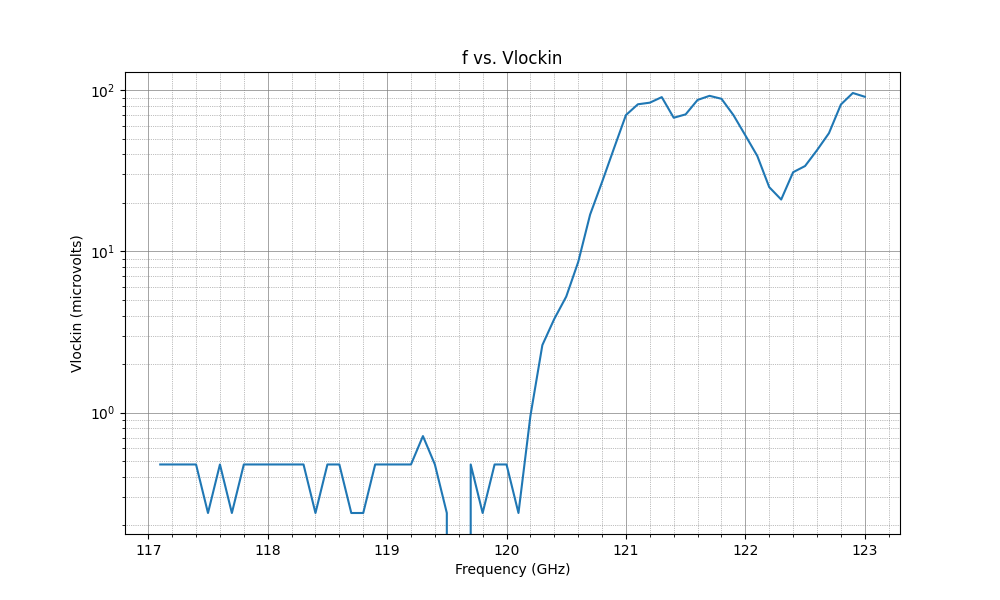 f vs. Vlockin
Vlockin (microvolts)
10²
10¹
10⁰
117 118 119 120 121 122 123
Frequency (GHz)